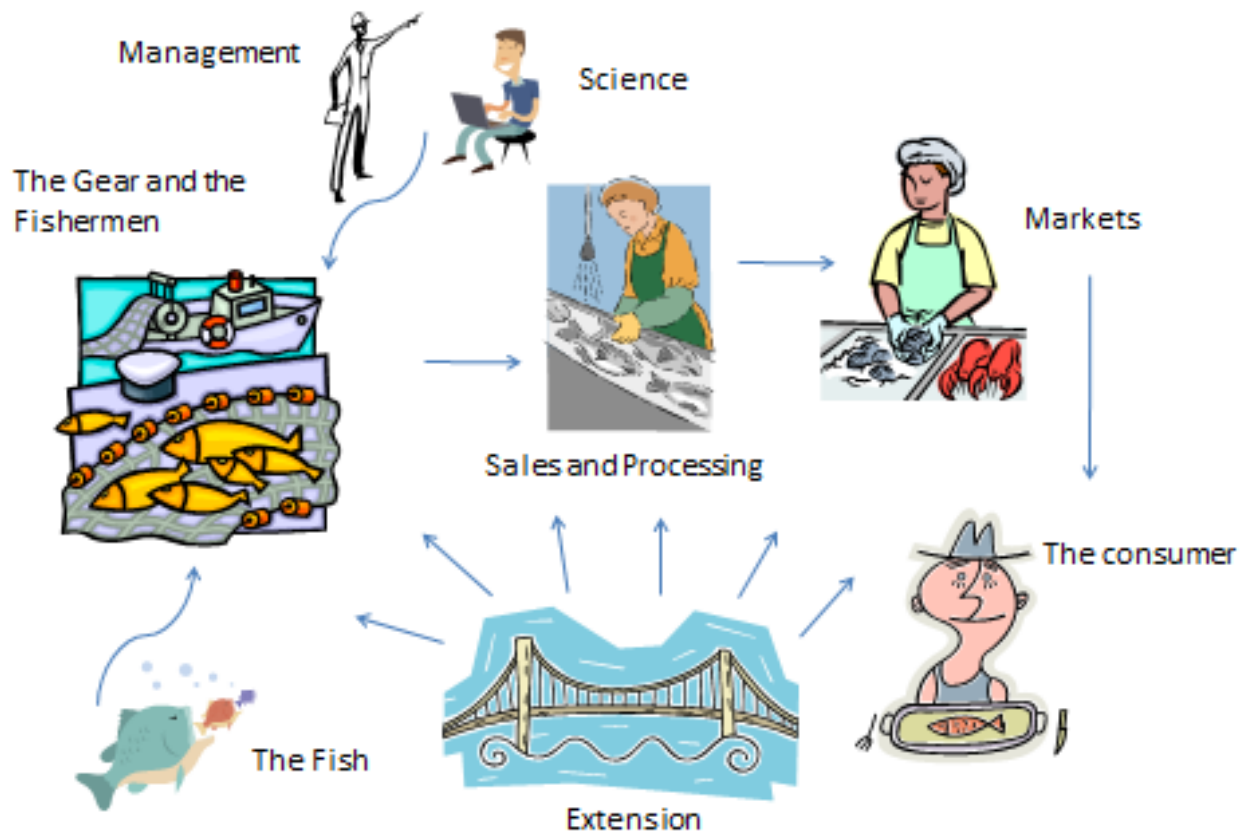 Management
Science
The Gear and the
Fishermen
Markets
Sales and Processing
The consumer
The Fish
Extension